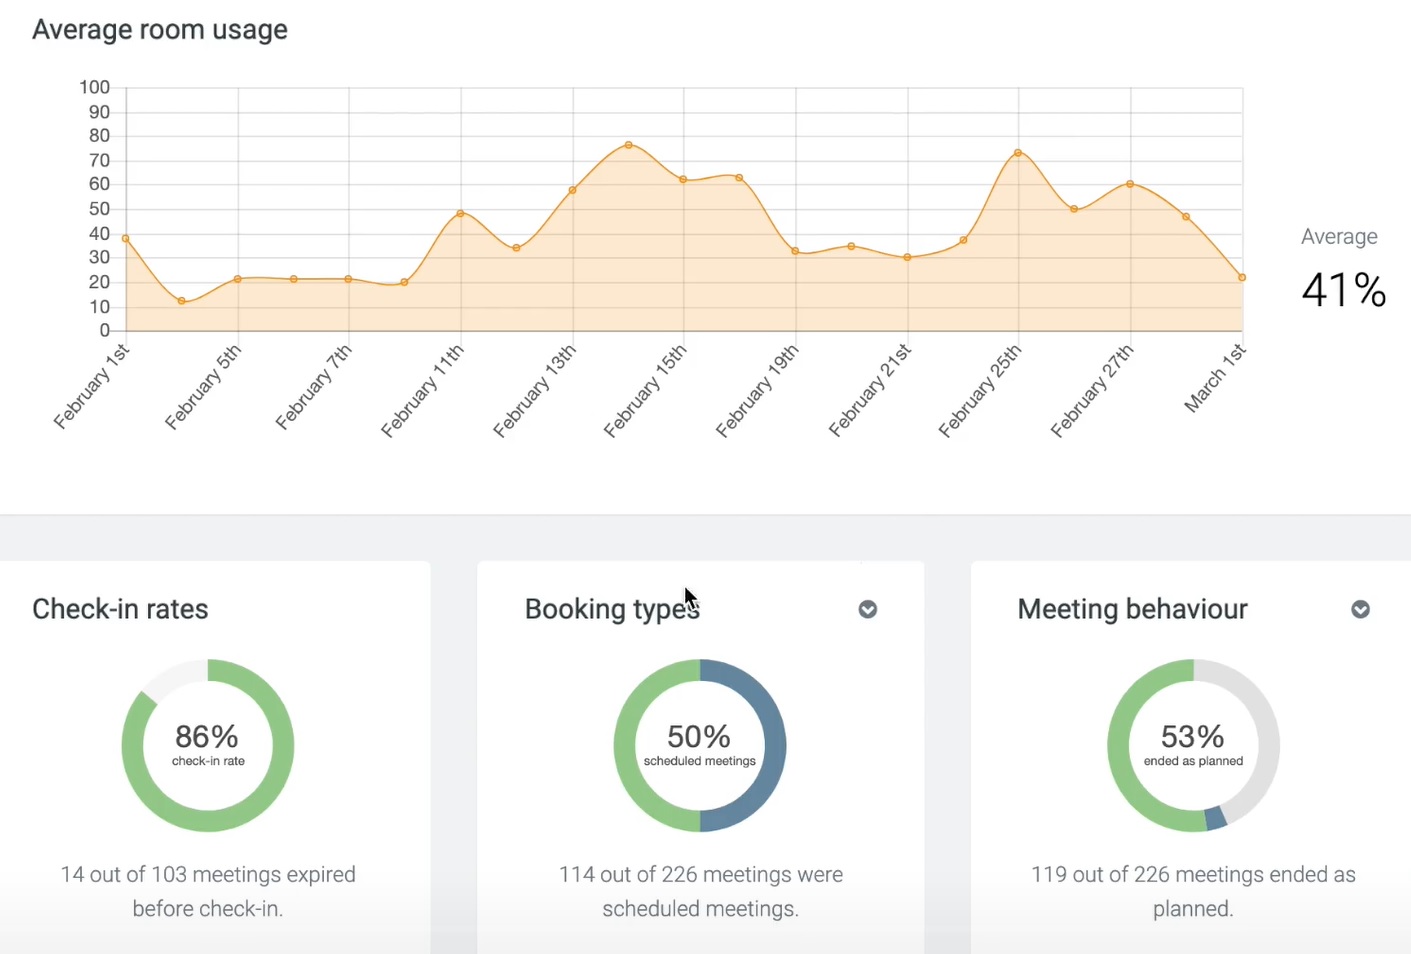 Average room usage
100
90
80
70
60
50
40
30
20
10
0
February 1st
February 5th
February 7th
February 11th
February 13th
February 15th
February 19th
February 21st
February 25th
February 27th
March 1st
Average
41%
Check-in rates
86%
check-in rate
14 out of 103 meetings expired
before check-in.
Booking types
50%
scheduled meetings
114 out of 226 meetings were
scheduled meetings.
Meeting behaviour
53%
ended as planned
119 out of 226 meetings ended as
planned.